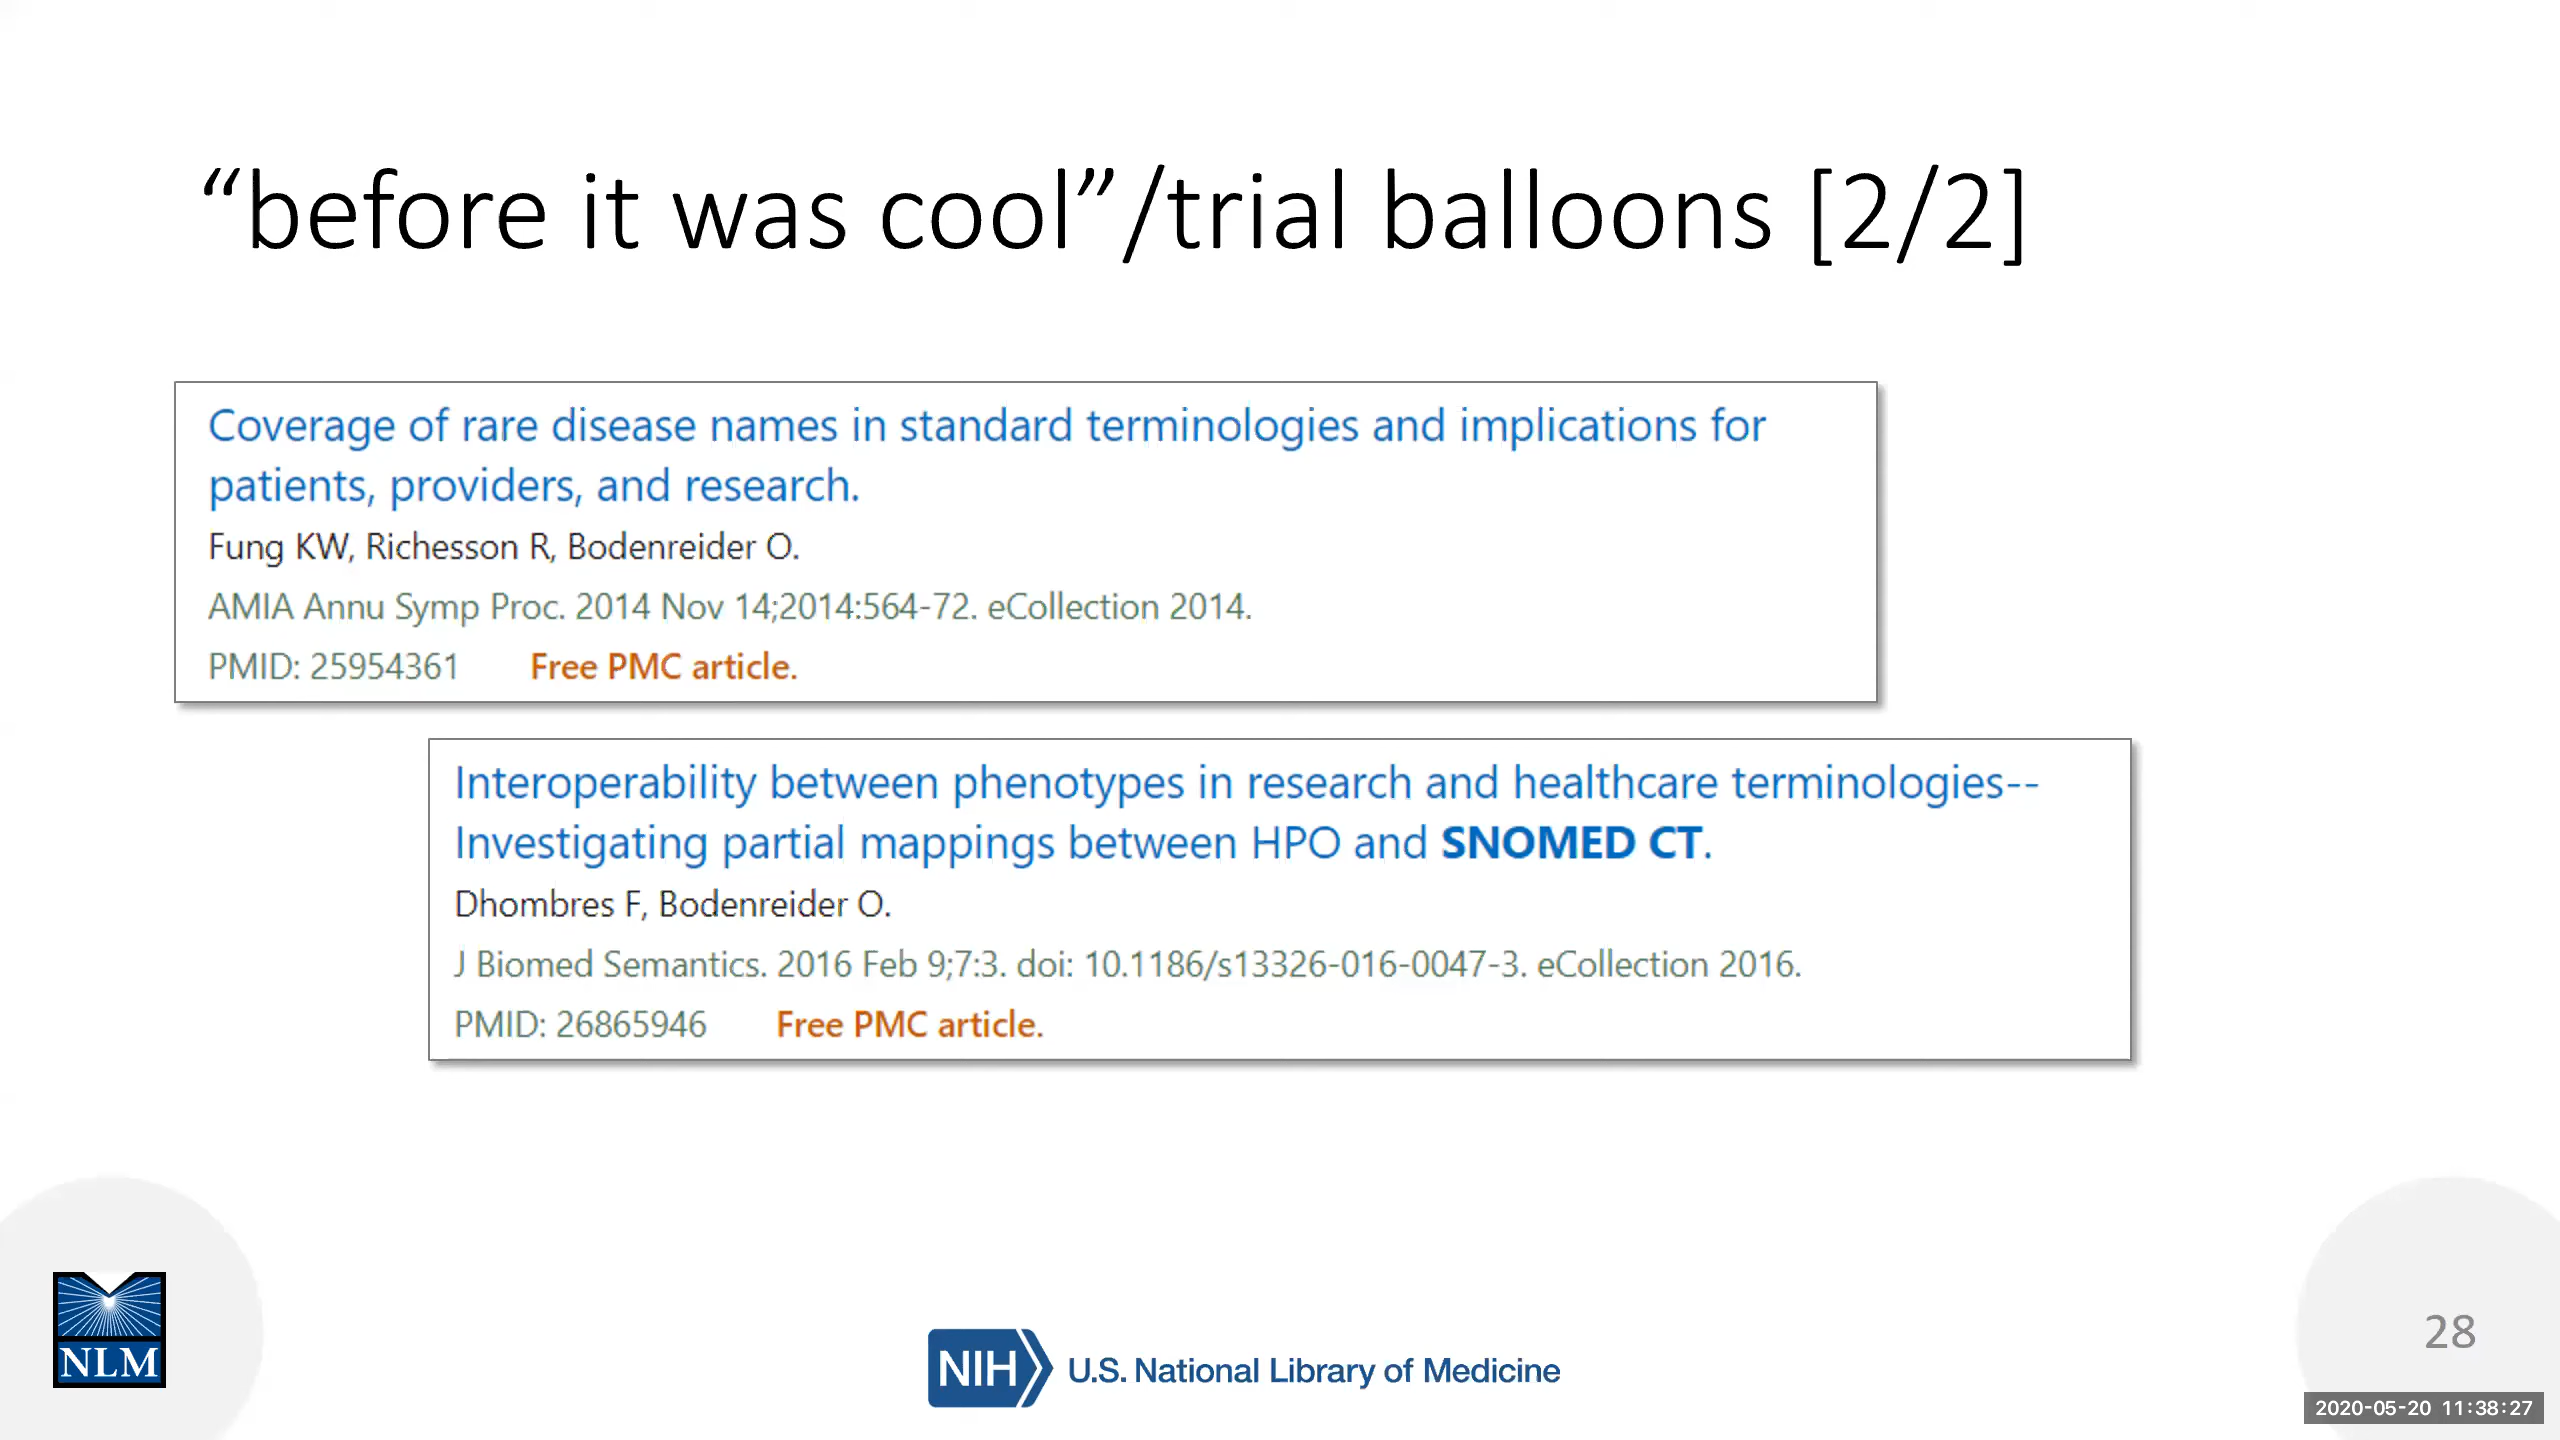 “before it was cool”/trial balloons [2/2]
Coverage of rare disease names in standard terminologies and implications for
patients, providers, and research.
Fung KW, Richesson R, Bodenreider O.
AMIA Annu Symp Proc. 2014 Nov 14;2014:564-72. eCollection 2014.
PMID: 25954361 Free PMC article.
Interoperability between phenotypes in research and healthcare terminologies--
Investigating partial mappings between HPO and SNOMED CT.
Dhombres F, Bodenreider O.
J Biomed Semantics. 2016 Feb 9;7:3. doi: 10.1186/s13326-016-0047-3. eCollection 2016.
PMID: 26865946 Free PMC article.
NLM
NIH U.S. National Library of Medicine
28
2020-05-20 11:38:27